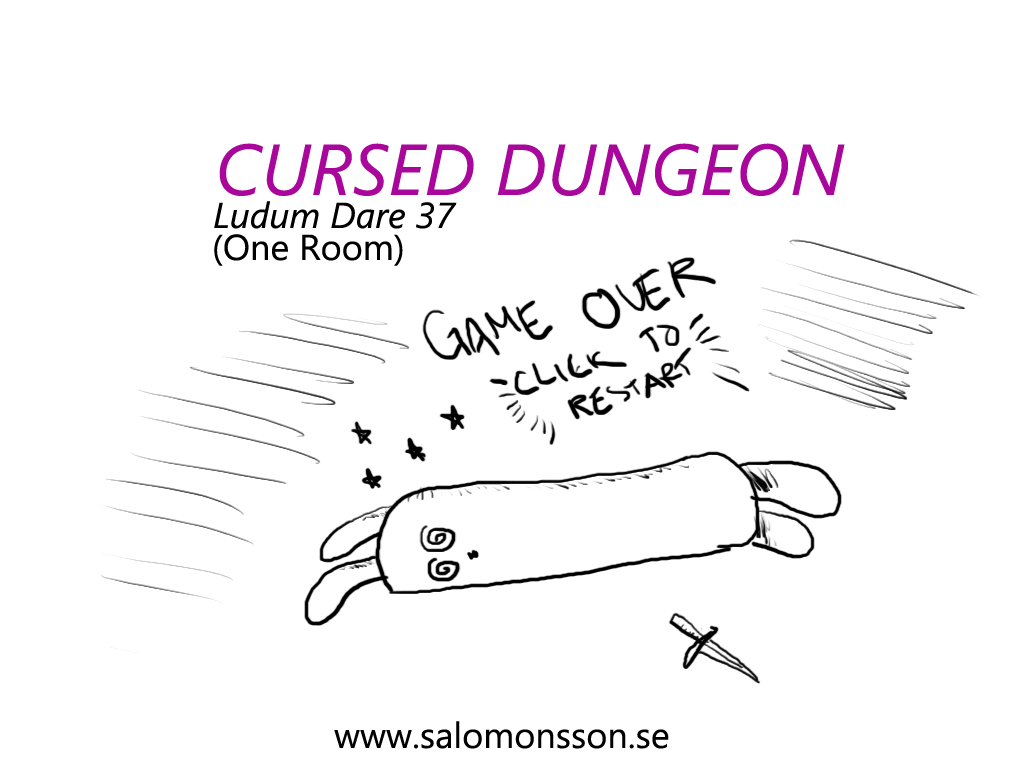 CURSED DUNGEON
Ludum Dare 37
(One Room)
GAME OVER
CLICK TO
RESTART
www.salomonsson.se